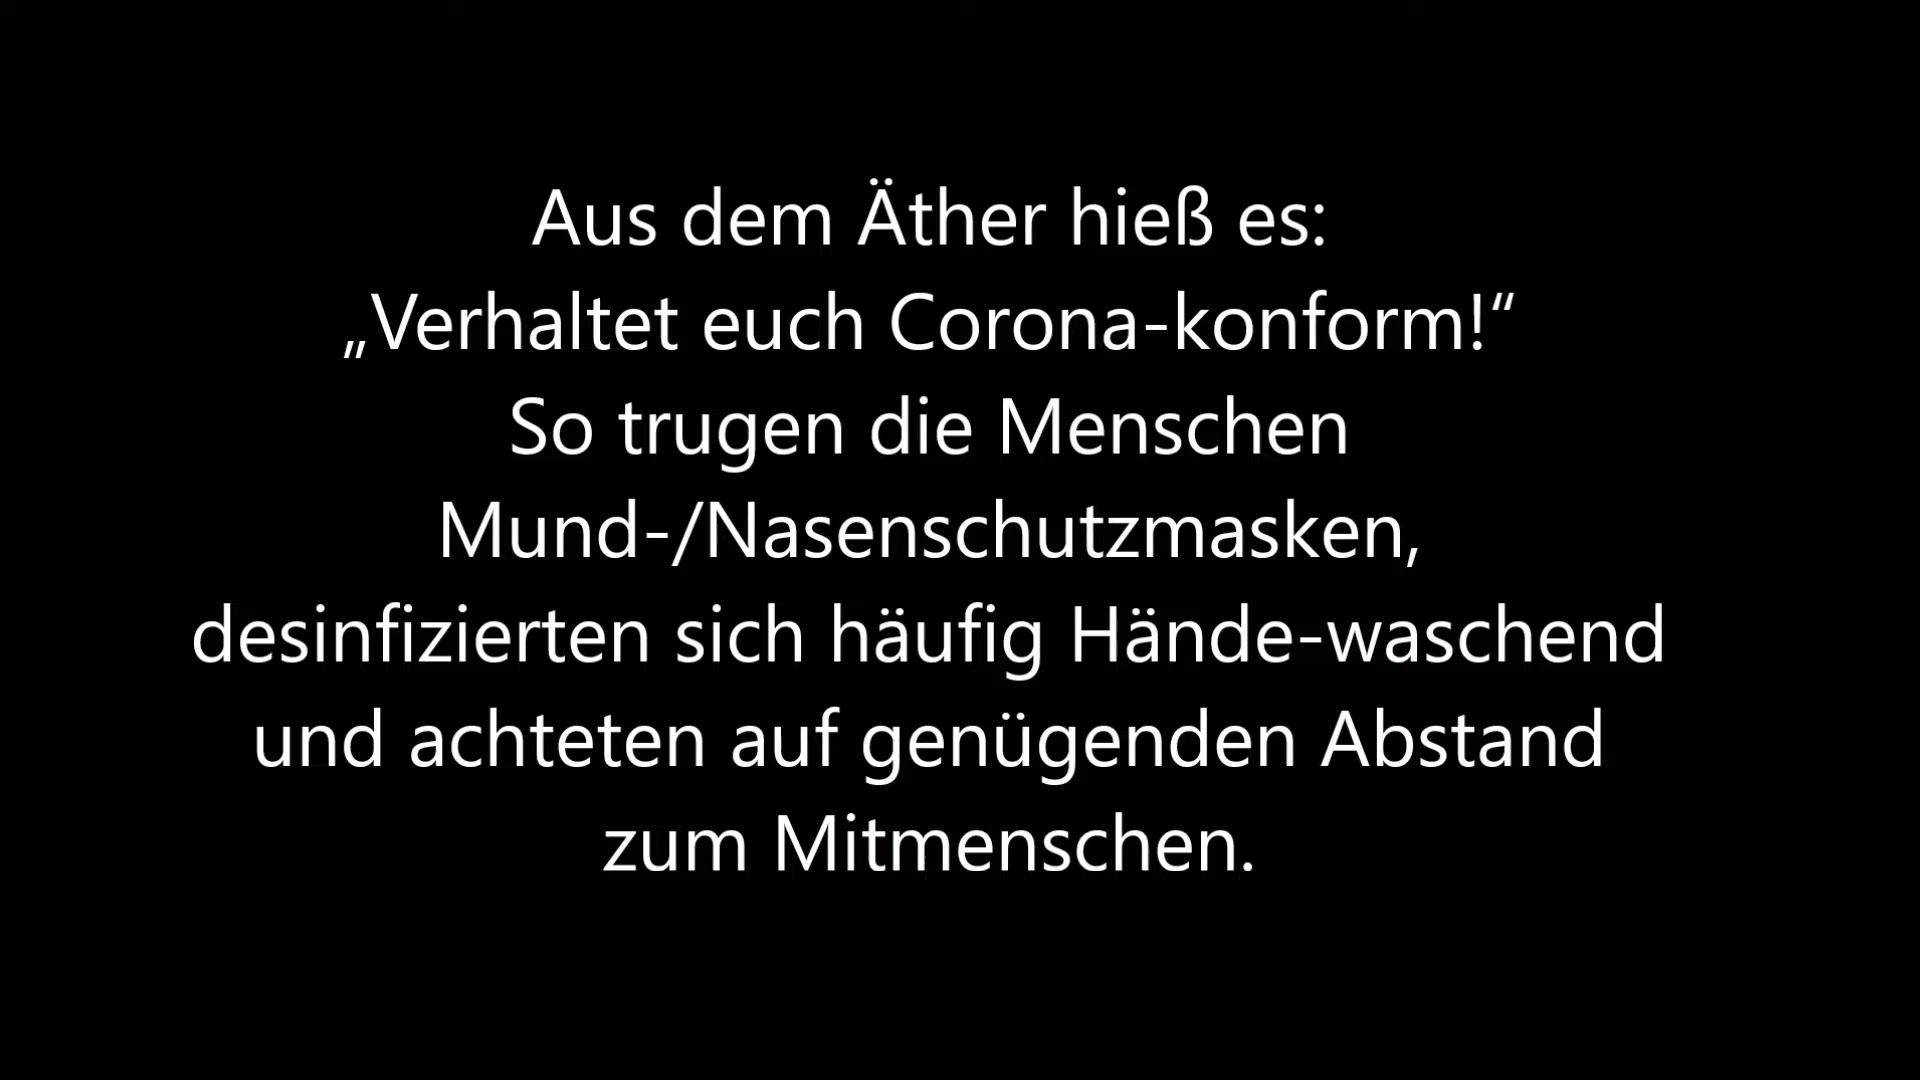 Aus dem Äther hieß es:
„Verhaltet euch Corona-konform!“
So trugen die Menschen
Mund-/Nasenschutzmasken,
desinfizierten sich häufig Hände-waschend
und achteten auf genügenden Abstand
zum Mitmenschen.